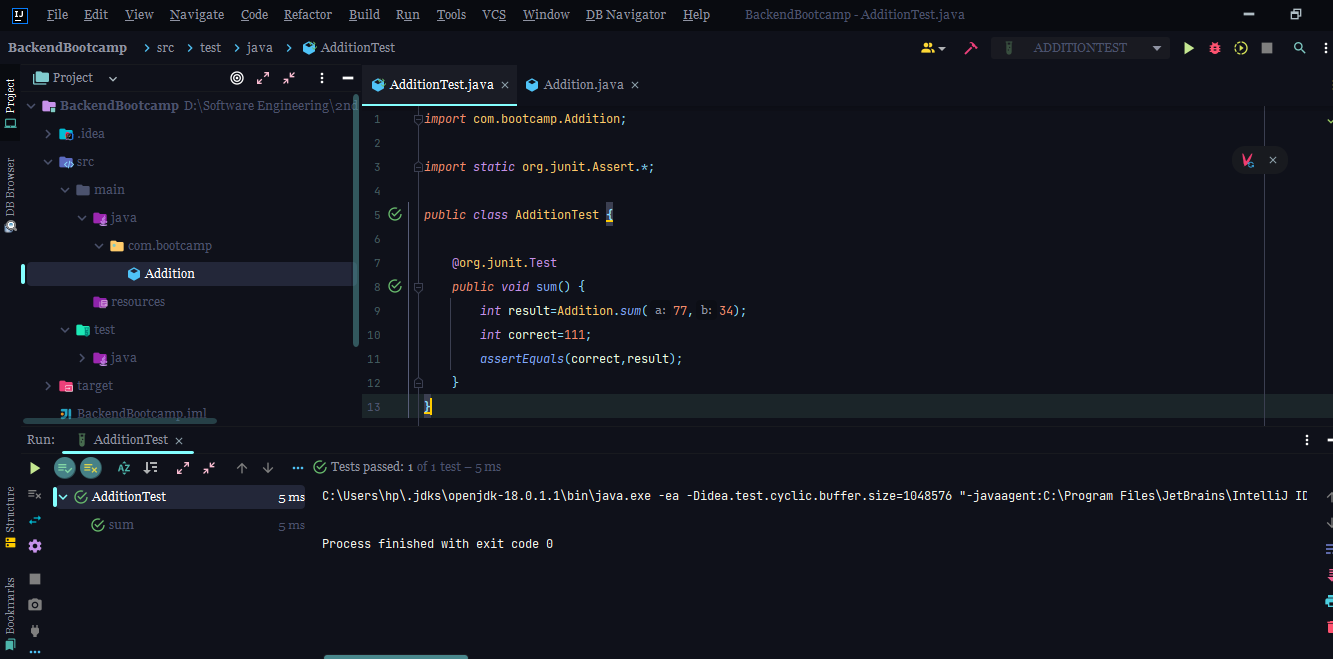 IJ File Edit View Navigate Code Refactor Build Run Tools VCS Window DB Navigator Help BackendBootcamp - AdditionTest.java
BackendBootcamp src test java AdditionTest ADDITIONTEST
Project
AdditionTest.java Addition.java
Project
DB Browser
BackendBootcamp D:\Software Engineering\2nd
.idea
src
main
java
com.bootcamp
Addition
resources
test
java
target
BackendBootcamp.iml
1 import com.bootcamp.Addition;
2
3 import static org.junit.Assert.*;
4
5 public class AdditionTest {
6
7 @org.junit.Test
8 public void sum() {
9 int result=Addition.sum( a: 77, b: 34);
10 int correct=111;
11 assertEquals(correct,result);
12 }
13 }
Run: AdditionTest
Tests passed: 1 of 1 test – 5 ms
Structure
Bookmarks
AdditionTest 5 ms
sum 5 ms
C:\Users\hp\.jdks\openjdk-18.0.1.1\bin\java.exe -ea -Didea.test.cyclic.buffer.size=1048576 "-javaagent:C:\Program Files\JetBrains\IntelliJ ID
Process finished with exit code 0